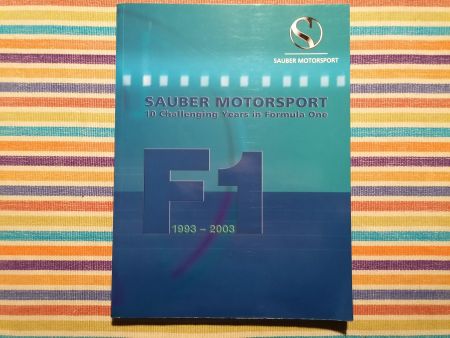 SAUBER MOTORSPORT
SAUBER MOTORSPORT
10 Challenging Years in Formula One
F1
1993 – 2003